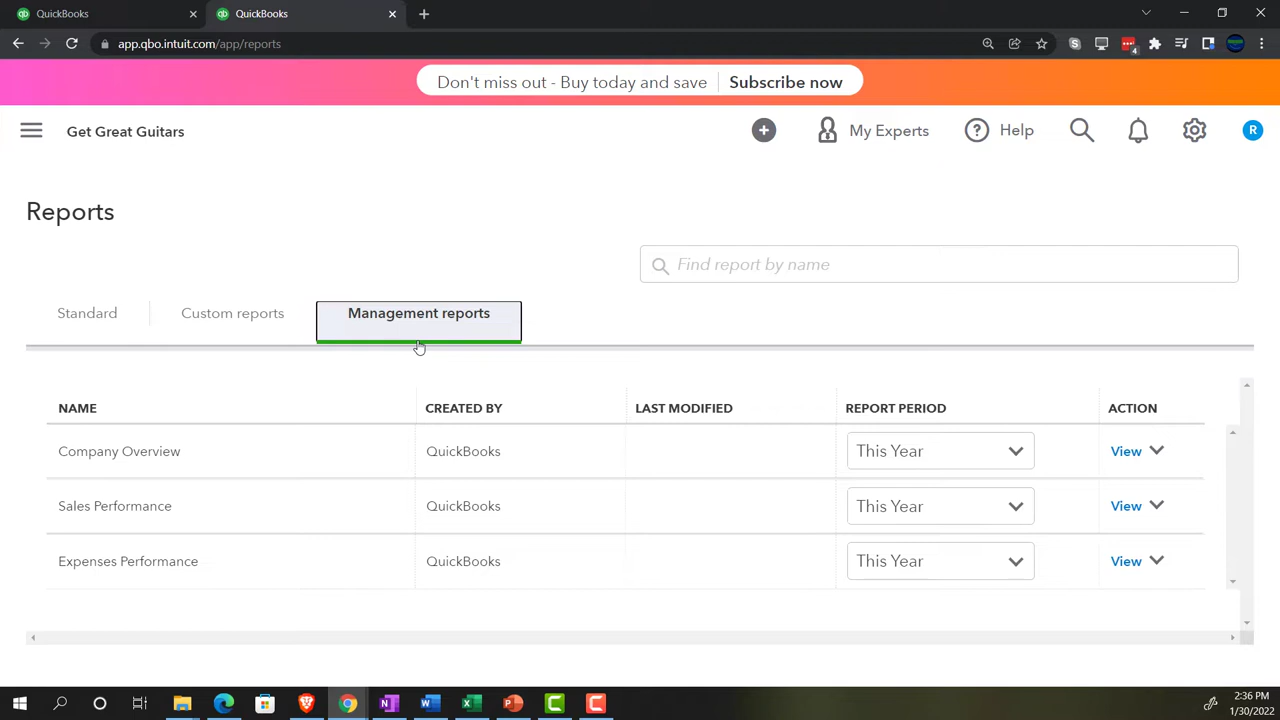 QuickBooks
QuickBooks
app.qbo.intuit.com/app/reports
4
Don't miss out - Buy today and save Subscribe now
Get Great Guitars
My Experts
Help
R
Reports
Find report by name
Standard Custom reports Management reports
NAME CREATED BY LAST MODIFIED REPORT PERIOD ACTION
Company Overview QuickBooks This Year View
Sales Performance QuickBooks This Year View
Expenses Performance QuickBooks This Year View
2:36 PM
1/30/2022